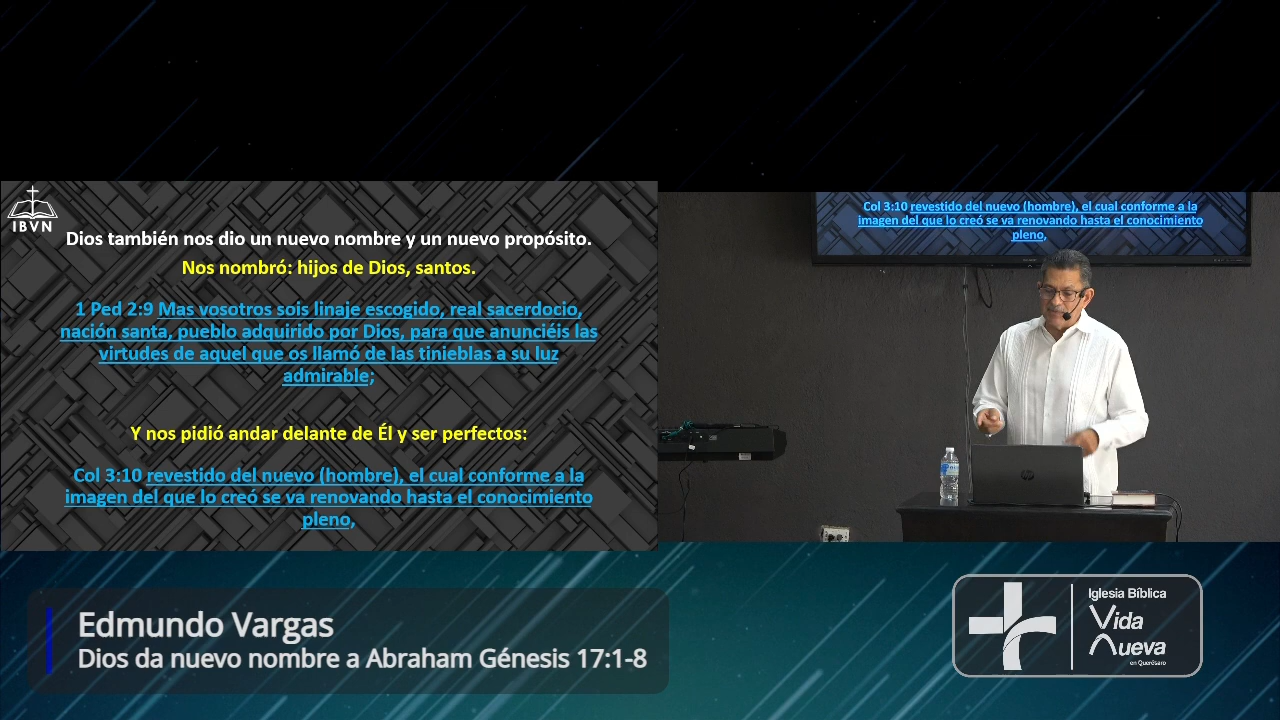 IBVN
Dios también nos dio un nuevo nombre y un nuevo propósito.
Nos nombró: hijos de Dios, santos.
1 Ped 2:9 Mas vosotros sois linaje escogido, real sacerdocio,
nación santa, pueblo adquirido por Dios, para que anunciéis las
virtudes de aquel que os llamó de las tinieblas a su luz
admirable;
Y nos pidió andar delante de Él y ser perfectos:
Col 3:10 revestido del nuevo (hombre), el cual conforme a la
imagen del que lo creó se va renovando hasta el conocimiento
pleno,
Col 3:10 revestido del nuevo (hombre), el cual conforme a la
imagen del que lo creó se va renovando hasta el conocimiento
pleno,
hp
Edmundo Vargas
Dios da nuevo nombre a Abraham Génesis 17:1-8
Iglesia Bíblica
Vida
Nueva
en Querétaro